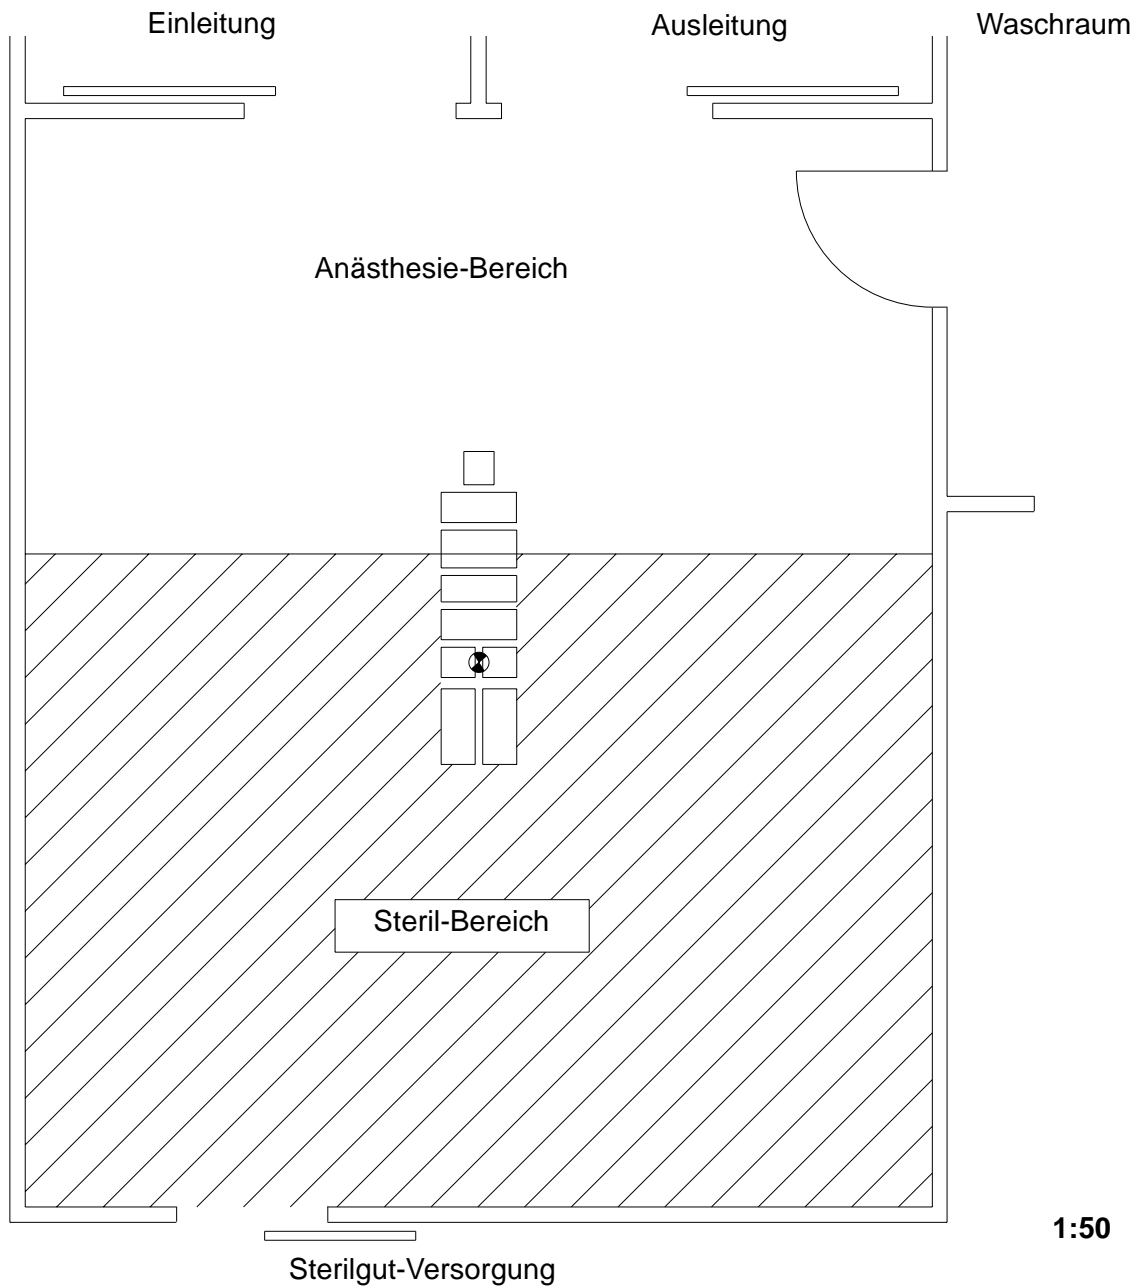 Einleitung
Ausleitung
Waschraum
Anästhesie-Bereich
Steril-Bereich
1:50
Sterilgut-Versorgung